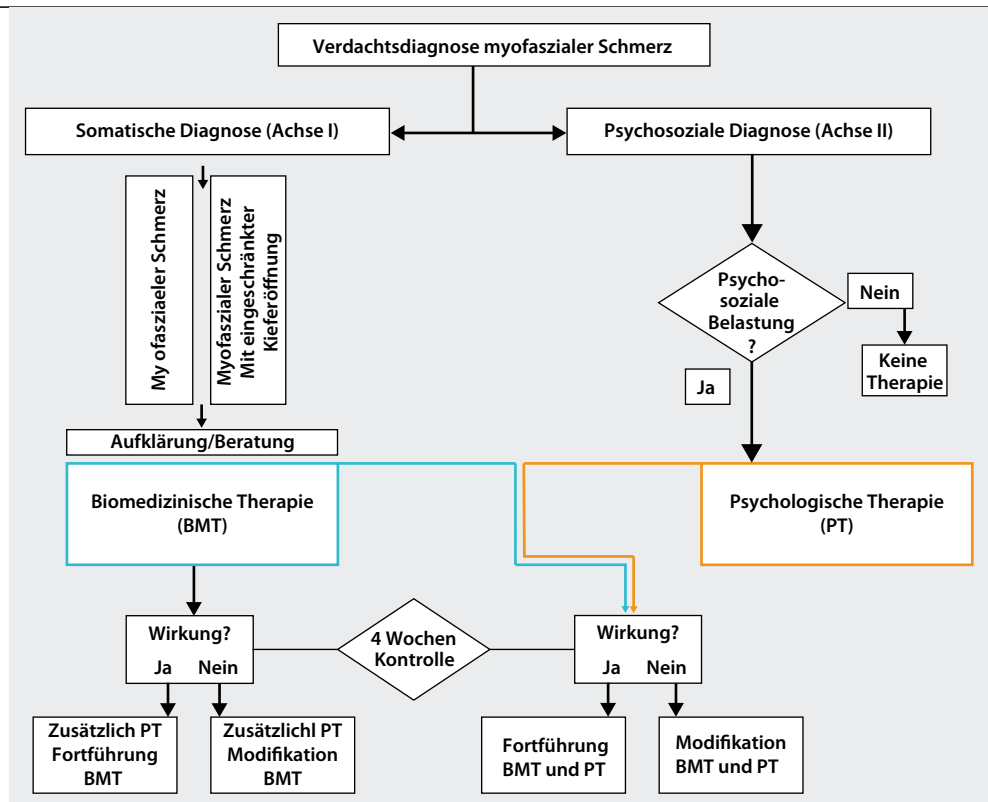 Verdachtsdiagnose myofaszialer Schmerz
Somatische Diagnose (Achse I)
Psychosoziale Diagnose (Achse II)
My ofasziaeler Schmerz
Myofaszialer Schmerz
Mit eingeschränkter
Kieferöffnung
Psycho-
soziale
Belastung
?
Nein
Keine
Therapie
Ja
Aufklärung/Beratung
Biomedizinische Therapie
(BMT)
Psychologische Therapie
(PT)
Wirkung?
Ja Nein
4 Wochen
Kontrolle
Wirkung?
Ja Nein
Zusätzlich PT
Fortführung
BMT
Zusätzlichl PT
Modifikation
BMT
Fortführung
BMT und PT
Modifikation
BMT und PT